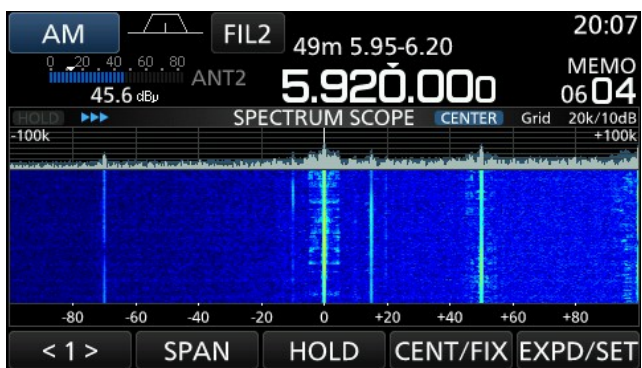 AM FIL2 49m 5.95-6.20 20:07
0 20 40 60 80 ANT2 5.920.000 MEMO
45.6 dBµ 06 04
HOLD SPECTRUM SCOPE CENTER Grid 20k/10dB
-100k +100k
-80 -60 -40 -20 0 +20 +40 +60 +80
< 1 > SPAN HOLD CENT/FIX EXPD/SET